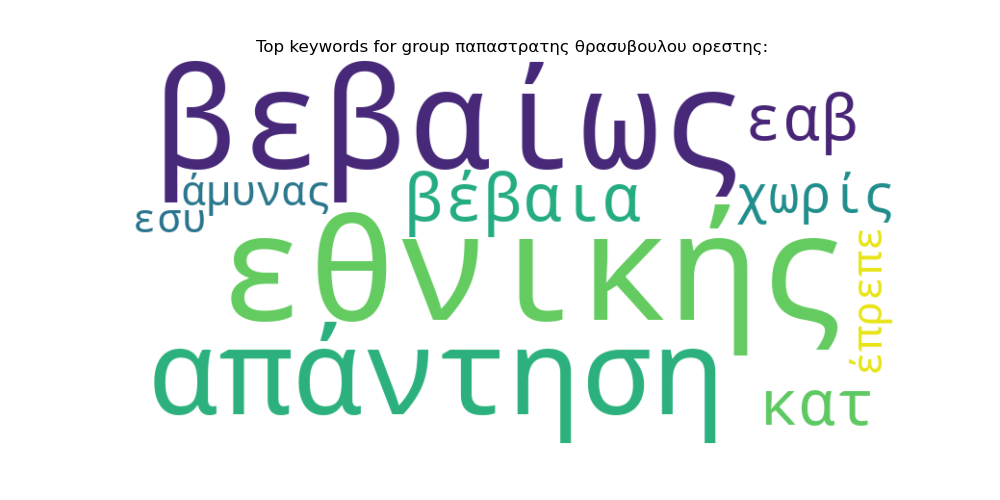 Top keywords for group παπαστρατης θρασυβουλου ορεστης:
βεβαίως
εαβ
άμυνας
βέβαια
χωρίς
εσυ
εθνικής
έπρεπε
απάντηση
κατ